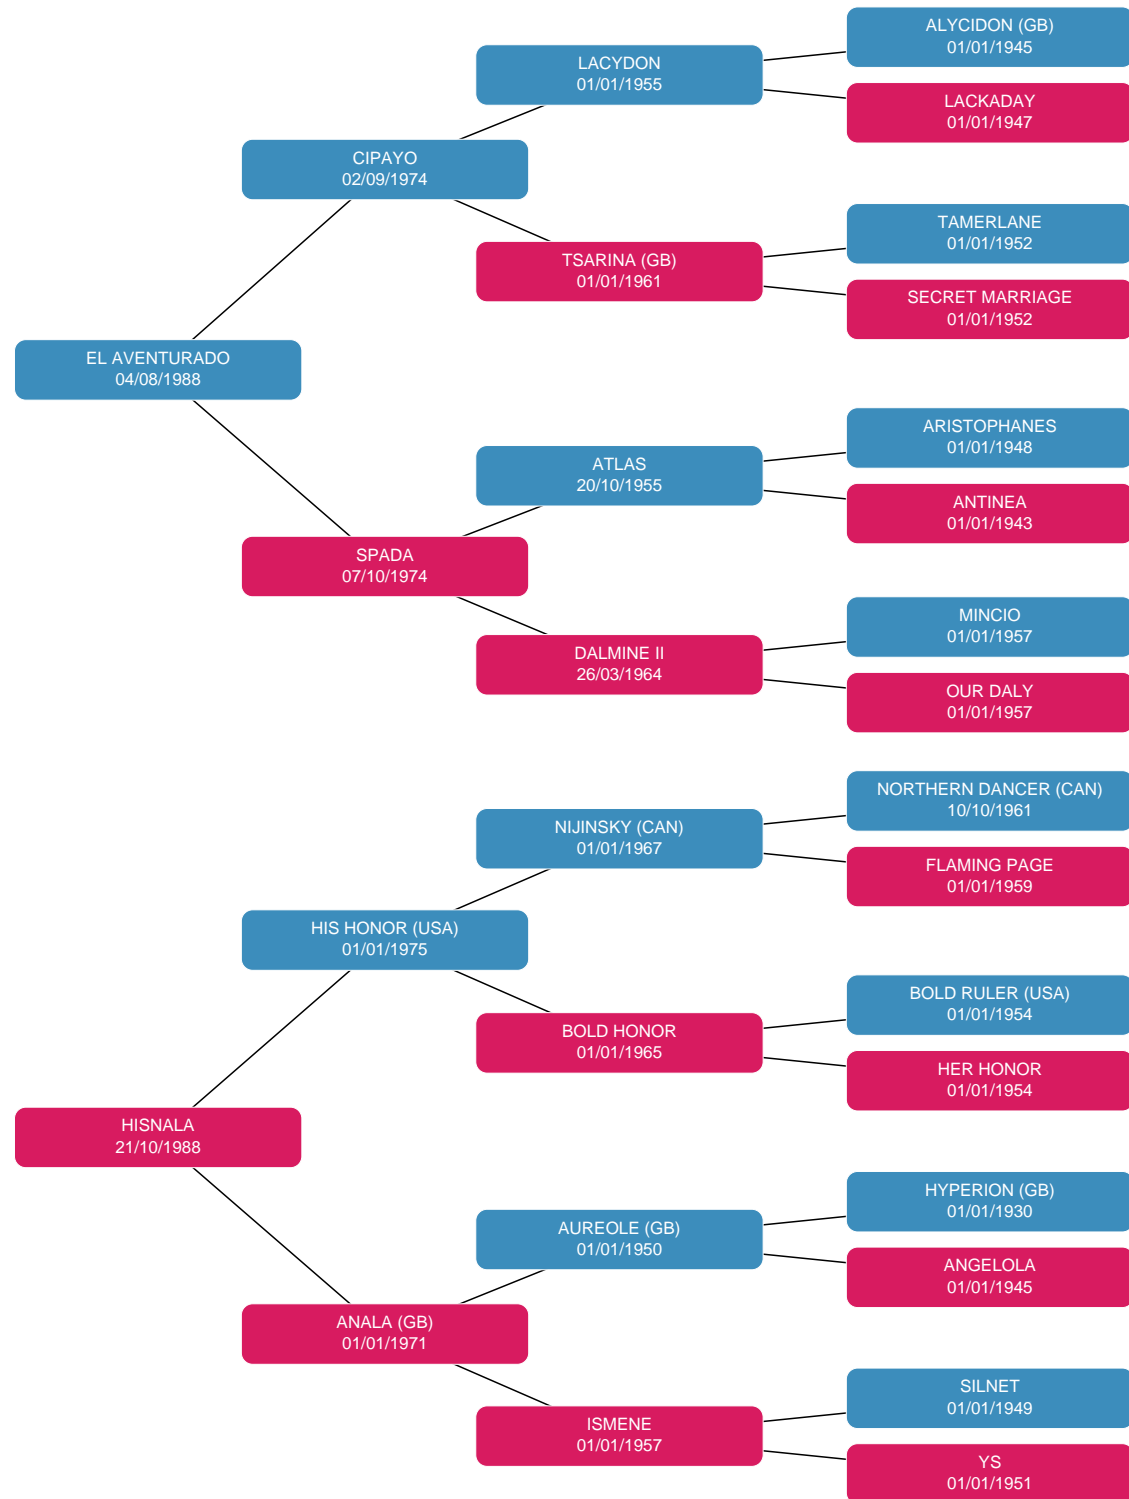 ALYCIDON (GB)
01/01/1945
LACYDON
01/01/1955
LACKADAY
01/01/1947
CIPAYO
02/09/1974
TAMERLANE
01/01/1952
TSARINA (GB)
01/01/1961
SECRET MARRIAGE
01/01/1952
EL AVENTURADO
04/08/1988
ARISTOPHANES
01/01/1948
ATLAS
20/10/1955
ANTINEA
01/01/1943
SPADA
07/10/1974
MINCIO
01/01/1957
DALMINE II
26/03/1964
OUR DALY
01/01/1957
NORTHERN DANCER (CAN)
10/10/1961
NIJINSKY (CAN)
01/01/1967
FLAMING PAGE
01/01/1959
HIS HONOR (USA)
01/01/1975
BOLD RULER (USA)
01/01/1954
BOLD HONOR
01/01/1965
HER HONOR
01/01/1954
HISNALA
21/10/1988
HYPERION (GB)
01/01/1930
AUREOLE (GB)
01/01/1950
ANGELOLA
01/01/1945
ANALA (GB)
01/01/1971
SILNET
01/01/1949
ISMENE
01/01/1957
YS
01/01/1951